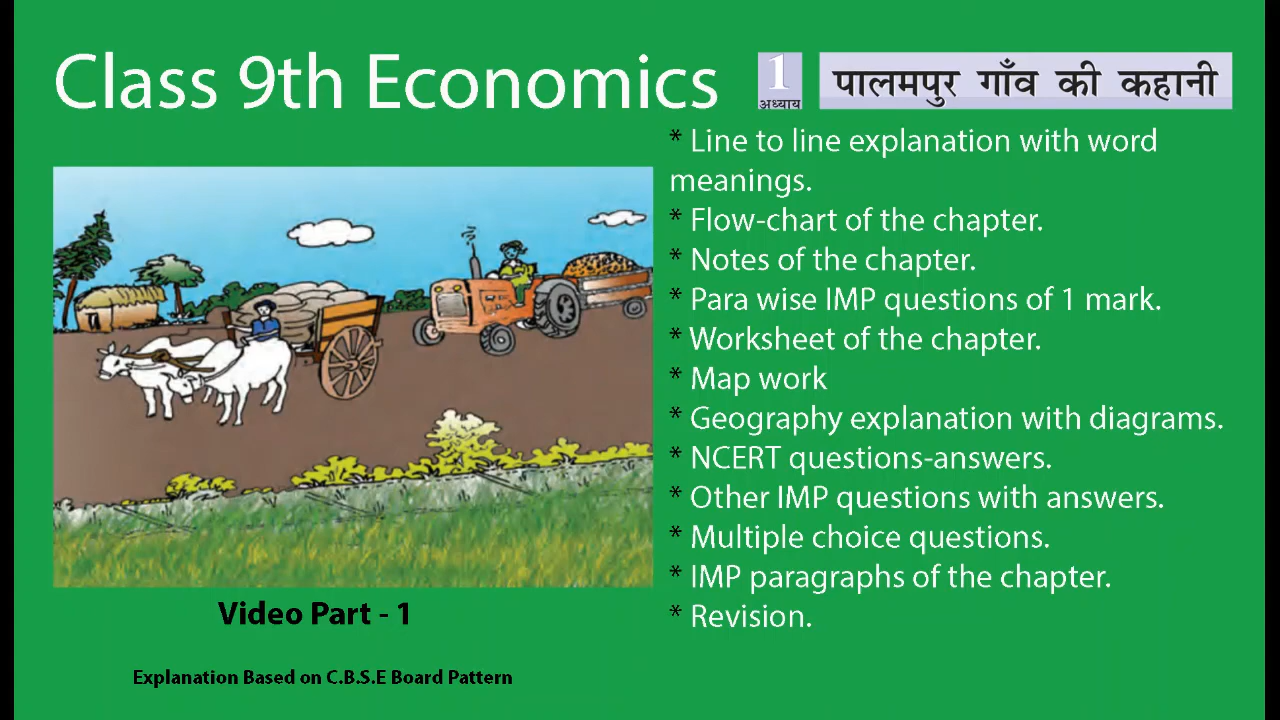 Class 9th Economics
1
अध्याय
पालमपुर गाँव की कहानी
* Line to line explanation with word
meanings.
* Flow-chart of the chapter.
* Notes of the chapter.
* Para wise IMP questions of 1 mark.
* Worksheet of the chapter.
* Map work
* Geography explanation with diagrams.
* NCERT questions-answers.
* Other IMP questions with answers.
* Multiple choice questions.
* IMP paragraphs of the chapter.
* Revision.
Video Part - 1
Explanation Based on C.B.S.E Board Pattern